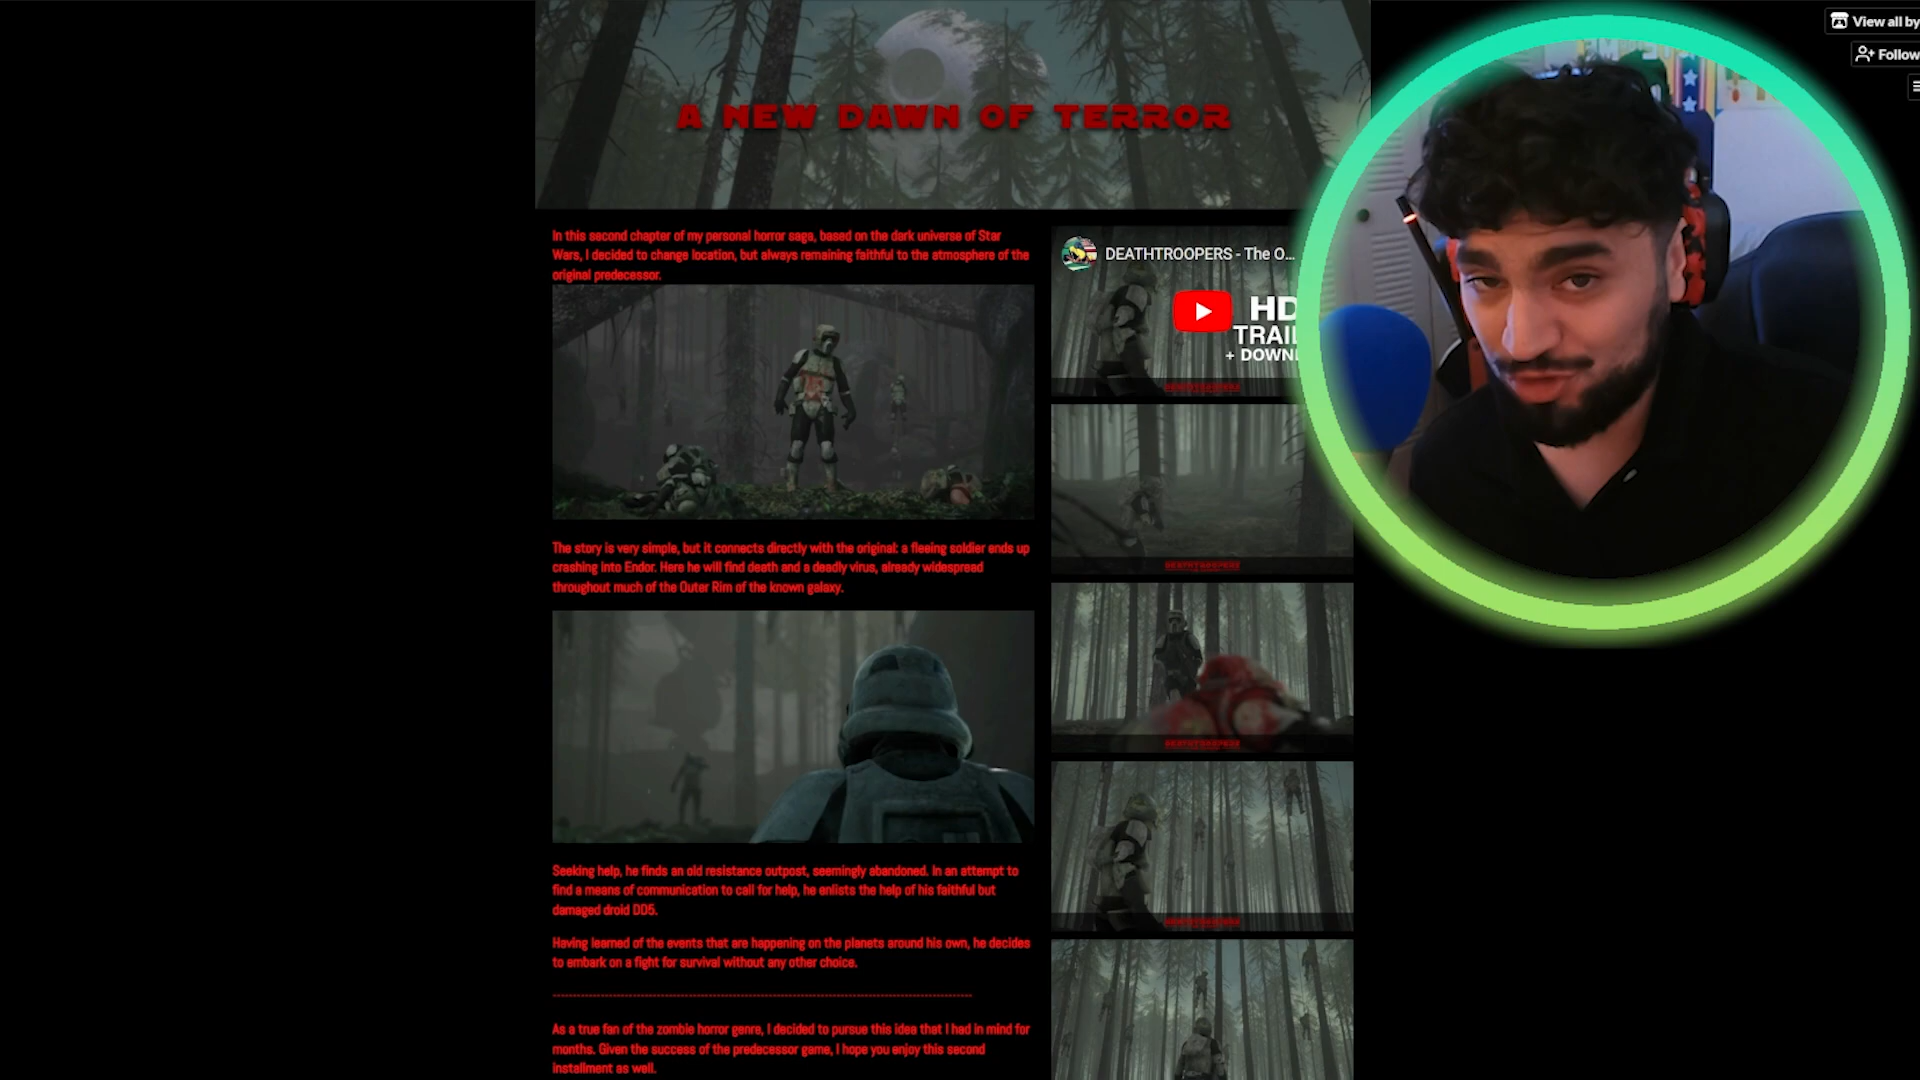 A NEW DAWN OF TERROR
In this second chapter of my personal horror saga, based on the dark universe of Star
Wars, I decided to change location, but always remaining faithful to the atmosphere of the
original predecessor.
The story is very simple, but it connects directly with the original: a fleeing soldier ends up
crashing into Endor. Here he will find death and a deadly virus, already widespread
throughout much of the Outer Rim of the known galaxy.
Seeking help, he finds an old resistance outpost, seemingly abandoned. In an attempt to
find a means of communication to call for help, he enlists the help of his faithful but
damaged droid DD5.
Having learned of the events that are happening on the planets around his own, he decides
to embark on a fight for survival without any other choice.
As a true fan of the zombie horror genre, I decided to pursue this idea that I had in mind for
months. Given the success of the predecessor game, I hope you enjoy this second
installment as well.
DEATHTROOPERS - The O...
HD
TRAIL
+ DOWN
DEATHTROOPERS
DEATHTROOPERS
DEATHTROOPERS
DEATHTROOPERS
View all by
Follow